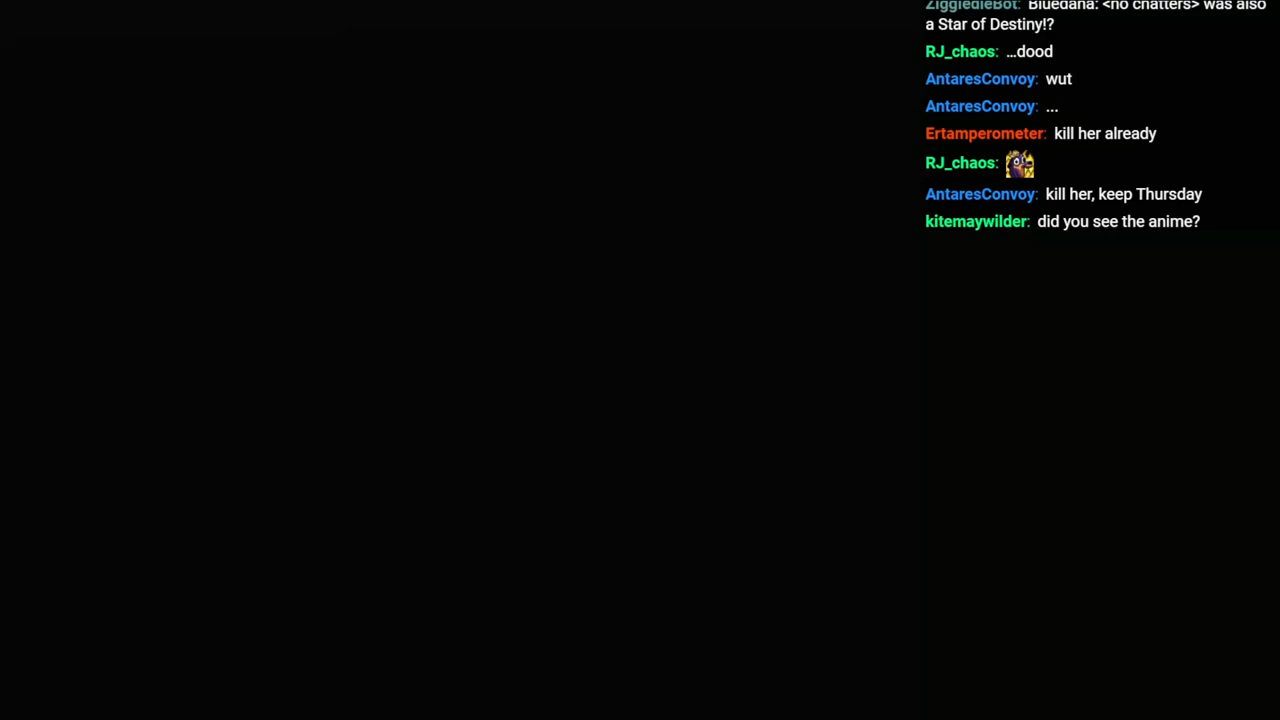 ZiggiedieBot: Bluedana: <no chatters> was also
a Star of Destiny!?
RJ_chaos: ...dood
AntaresConvoy: wut
AntaresConvoy: ...
Ertamperometer: kill her already
RJ_chaos:
AntaresConvoy: kill her, keep Thursday
kitemaywilder: did you see the anime?